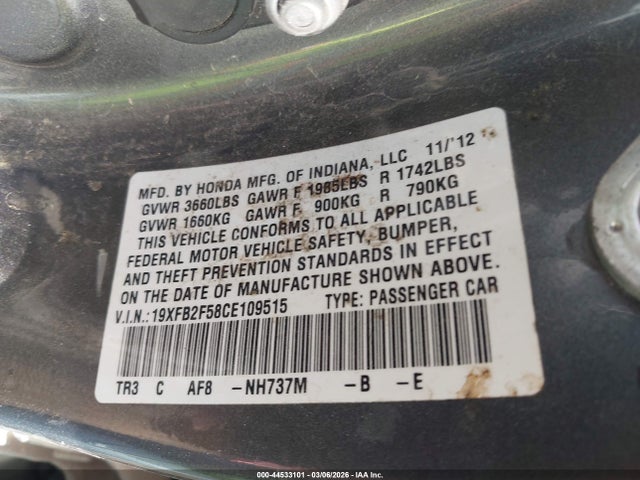 MFD. BY HONDA MFG. OF INDIANA, LLC 11/'12
GVWR 3660LBS GAWR F 1985LBS R 1742LBS
GVWR 1660KG GAWR F 900KG R 790KG
THIS VEHICLE CONFORMS TO ALL APPLICABLE
FEDERAL MOTOR VEHICLE SAFETY, BUMPER,
AND THEFT PREVENTION STANDARDS IN EFFECT
ON THE DATE OF MANUFACTURE SHOWN ABOVE.
V.I.N.: 19XFB2F58CE109515 TYPE: PASSENGER CAR
TR3 C AF8 -NH737M -B -E
000-44533101 - 03/06/2026 - IAA Inc.